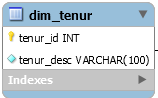 dim_tenur
tenur_id INT
tenur_desc VARCHAR(100)
Indexes